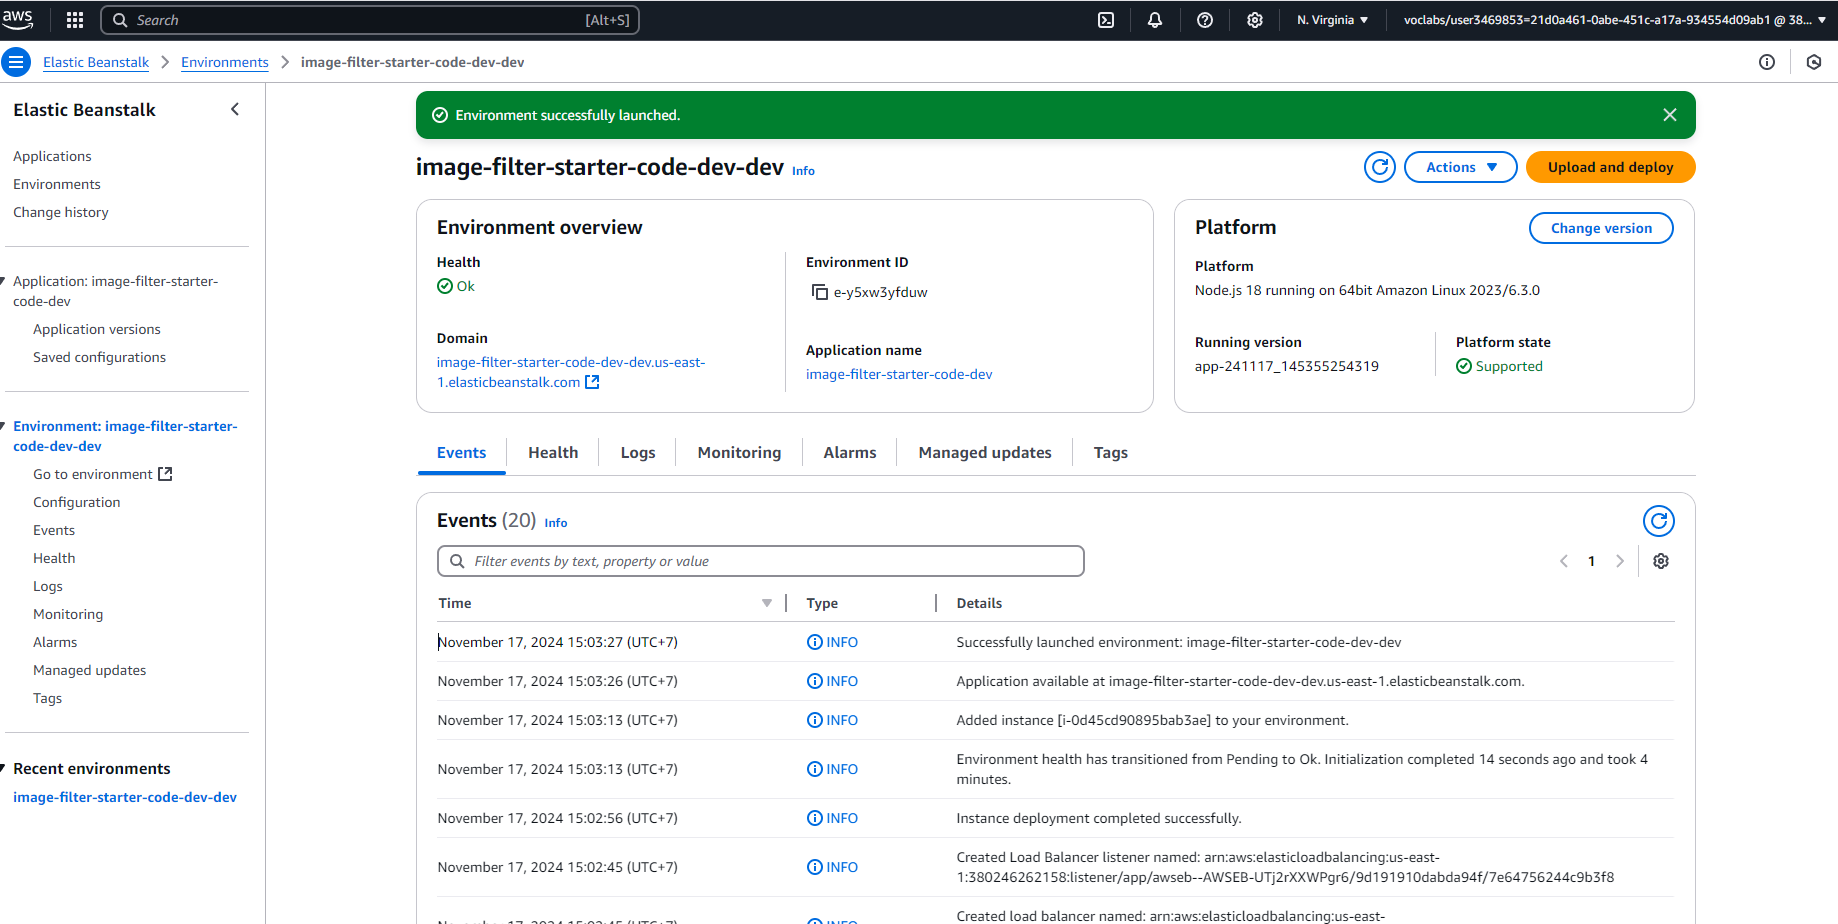 aws
Search [Alt+S]
N. Virginia
voclabs/user3469853=21d0a461-0abe-451c-a17a-934554d09ab1 @ 38...
Elastic Beanstalk
Environments
image-filter-starter-code-dev-dev
Elastic Beanstalk
Applications
Environments
Change history
Application: image-filter-starter-
code-dev
Application versions
Saved configurations
Environment: image-filter-starter-
code-dev-dev
Go to environment
Configuration
Events
Health
Logs
Monitoring
Alarms
Managed updates
Tags
Recent environments
image-filter-starter-code-dev-dev
Environment successfully launched.
image-filter-starter-code-dev-dev Info
Actions
Upload and deploy
Environment overview
Health
Ok
Domain
image-filter-starter-code-dev-dev.us-east-
1.elasticbeanstalk.com
Environment ID
e-y5xw3yfduw
Application name
image-filter-starter-code-dev
Platform
Change version
Platform
Node.js 18 running on 64bit Amazon Linux 2023/6.3.0
Running version
app-241117_145355254319
Platform state
Supported
Events
Health
Logs
Monitoring
Alarms
Managed updates
Tags
Events (20) Info
Filter events by text, property or value
1
Time Type Details
November 17, 2024 15:03:27 (UTC+7) INFO Successfully launched environment: image-filter-starter-code-dev-dev
November 17, 2024 15:03:26 (UTC+7) INFO Application available at image-filter-starter-code-dev-dev.us-east-1.elasticbeanstalk.com.
November 17, 2024 15:03:13 (UTC+7) INFO Added instance [i-0d45cd90895bab3ae] to your environment.
November 17, 2024 15:03:13 (UTC+7) INFO Environment health has transitioned from Pending to Ok. Initialization completed 14 seconds ago and took 4
minutes.
November 17, 2024 15:02:56 (UTC+7) INFO Instance deployment completed successfully.
November 17, 2024 15:02:45 (UTC+7) INFO Created Load Balancer listener named: arn:aws:elasticloadbalancing:us-east-
1:380246262158:listener/app/awseb--AWSEB-UTj2rXXWPgr6/9d191910dabda94f/7e64756244c9b3f8
November 17, 2024 15:02:45 (UTC+7) INFO Created load balancer named: arn:aws:elasticloadbalancing:us-east-